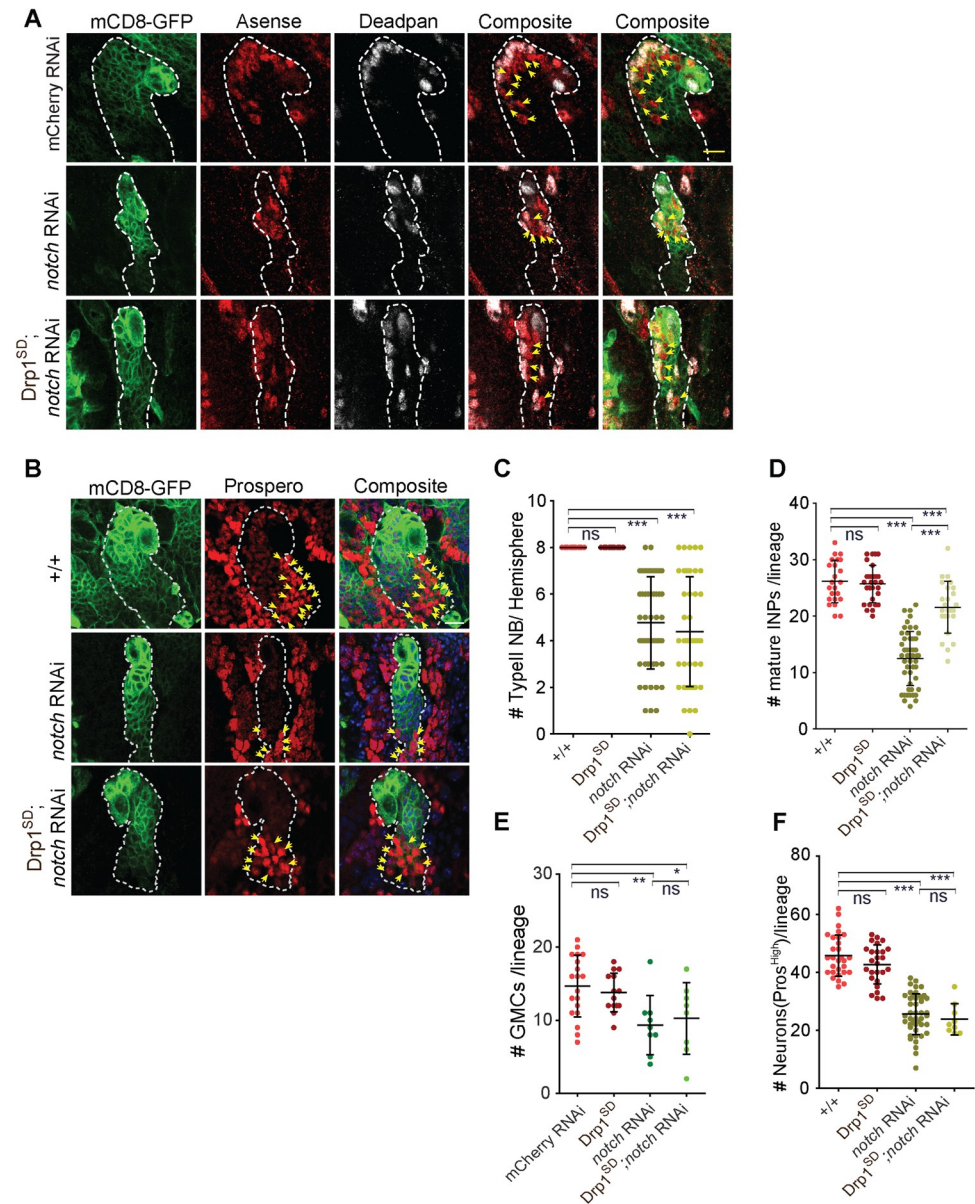 A
mCD8-GFP Asense Deadpan Composite Composite
mCherry RNAi
notch RNAi
Drp1SD;
notch RNAi
B
mCD8-GFP Prospero Composite
+/+
notch RNAi
Drp1SD;
notch RNAi
C
# TypeII NB/ Hemisphere
10
8
6
4
2
0
ns
***
***
+/+
Drp1SD
notch RNAi
Drp1SD;notch RNAi
D
# mature INPs /lineage
40
30
20
10
0
ns
***
***
***
+/+
Drp1SD
notch RNAi
Drp1SD;notch RNAi
E
# GMCs /lineage
30
20
10
0
ns
**
ns
*
mCherry RNAi
Drp1SD
notch RNAi
Drp1SD;notch RNAi
F
# Neurons(ProsHigh)/lineage
80
60
40
20
0
ns
***
ns
***
+/+
Drp1SD
notch RNAi
Drp1SD;notch RNAi